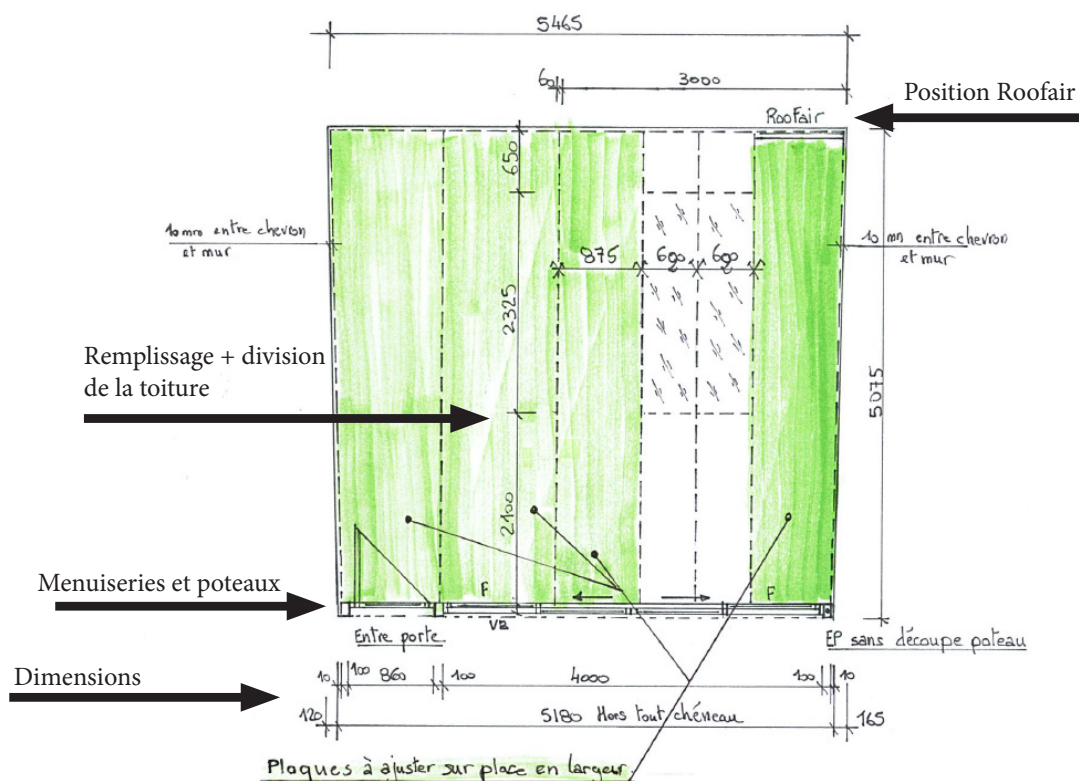 5465
60
3000
Position Roofair
RooFair
650
10 mm entre chevron
et mur
10 mm entre chevron
et mur
875
600
600
2325
5075
Remplissage + division
de la toiture
2100
Menuiseries et poteaux
F
F
VR
Entre porte
EP sans découpe poteau
Dimensions
10
100
860
100
4000
100
10
120
5180 Hors tout chéneau
165
Plaques à ajuster sur place en largeur